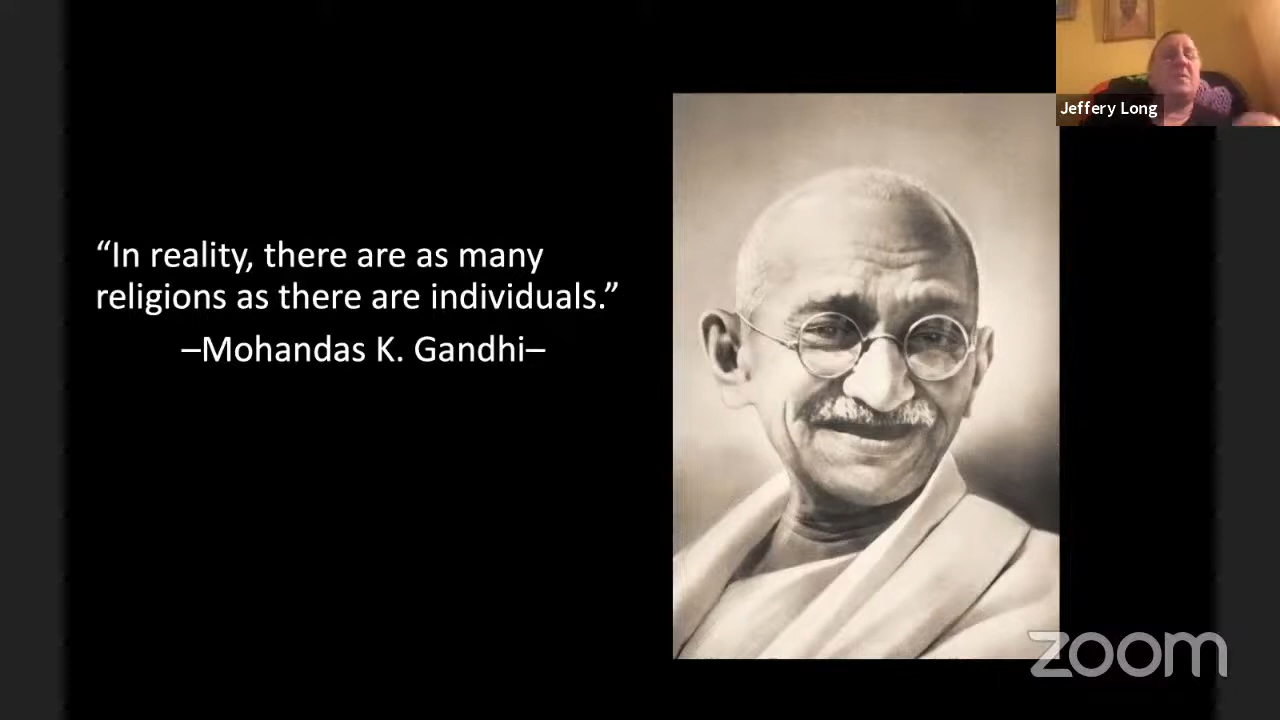 “In reality, there are as many
religions as there are individuals.”
–Mohandas K. Gandhi–
Jeffery Long
zoom